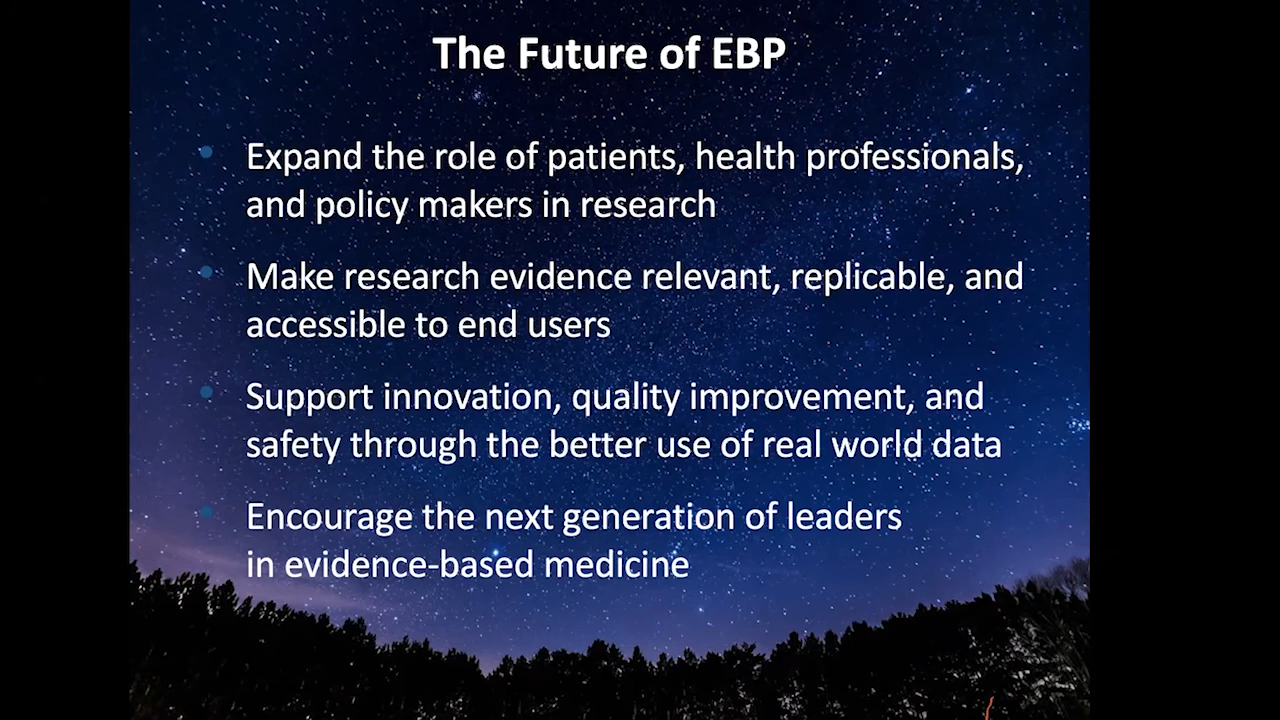 The Future of EBP
Expand the role of patients, health professionals,
and policy makers in research
Make research evidence relevant, replicable, and
accessible to end users
Support innovation, quality improvement, and
safety through the better use of real world data
Encourage the next generation of leaders
in evidence-based medicine